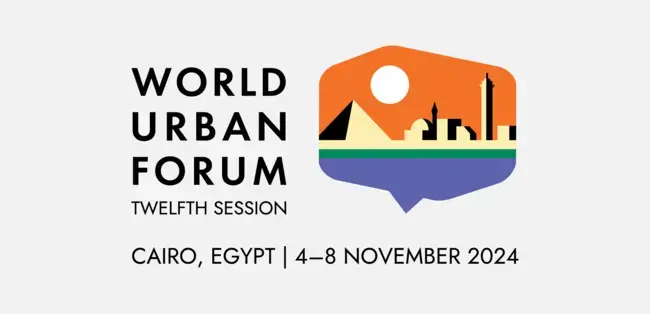 WORLD
URBAN
FORUM
TWELFTH SESSION
CAIRO, EGYPT | 4–8 NOVEMBER 2024